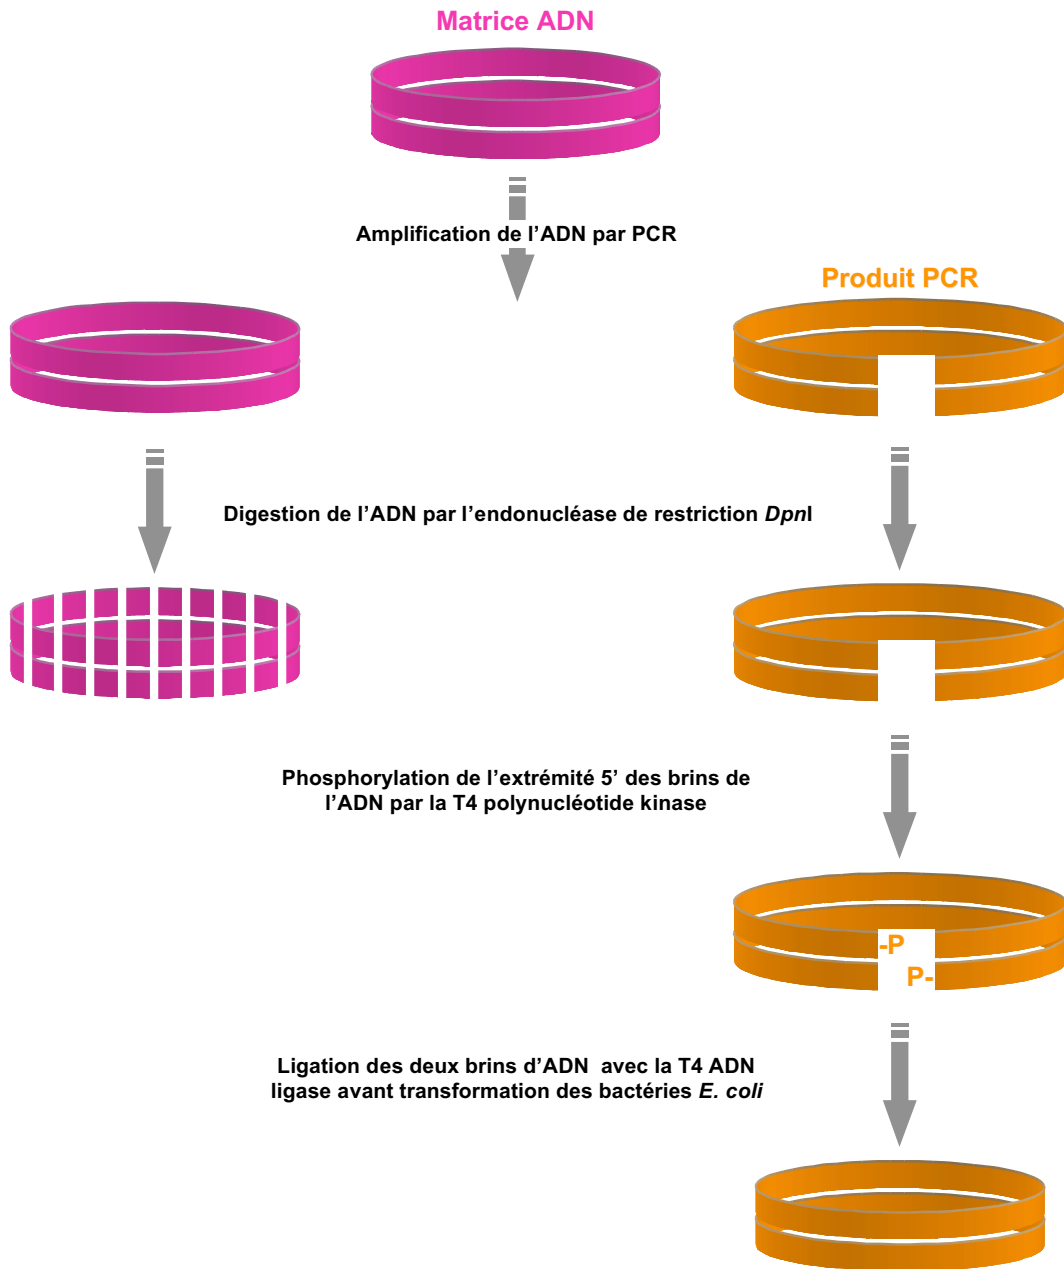 Matrice ADN
Amplification de l'ADN par PCR
Produit PCR
Digestion de l'ADN par l'endonucléase de restriction DpnI
Phosphorylation de l'extrémité 5' des brins de
l'ADN par la T4 polynucléotide kinase
-P
P-
Ligation des deux brins d'ADN  avec la T4 ADN
ligase avant transformation des bactéries E. coli